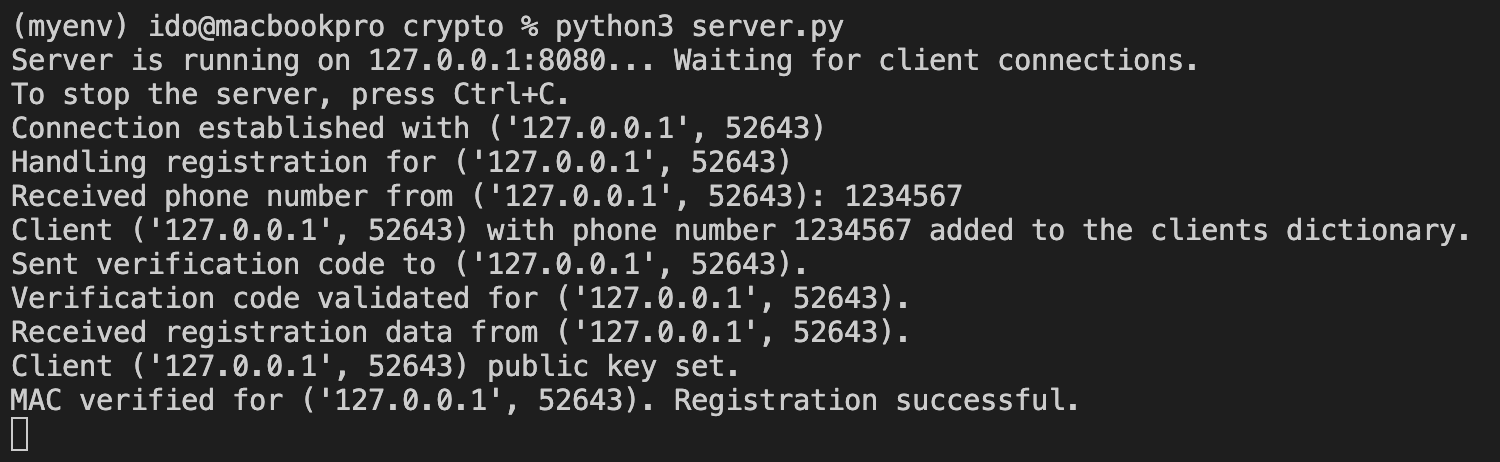 (myenv) ido@macbookpro crypto % python3 server.py
Server is running on 127.0.0.1:8080... Waiting for client connections.
To stop the server, press Ctrl+C.
Connection established with ('127.0.0.1', 52643)
Handling registration for ('127.0.0.1', 52643)
Received phone number from ('127.0.0.1', 52643): 1234567
Client ('127.0.0.1', 52643) with phone number 1234567 added to the clients dictionary.
Sent verification code to ('127.0.0.1', 52643).
Verification code validated for ('127.0.0.1', 52643).
Received registration data from ('127.0.0.1', 52643).
Client ('127.0.0.1', 52643) public key set.
MAC verified for ('127.0.0.1', 52643). Registration successful.